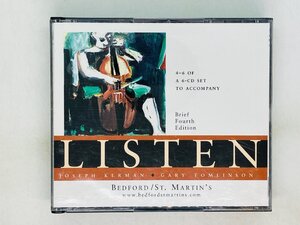 4-6 OF
A 6-CD SET
TO ACCOMPANY
Brief
Fourth
Edition
LISTEN
JOSEPH KERMAN • GARY TOMLINSON
BEDFORD/ST. MARTIN'S
www.bedfordstmartins.com